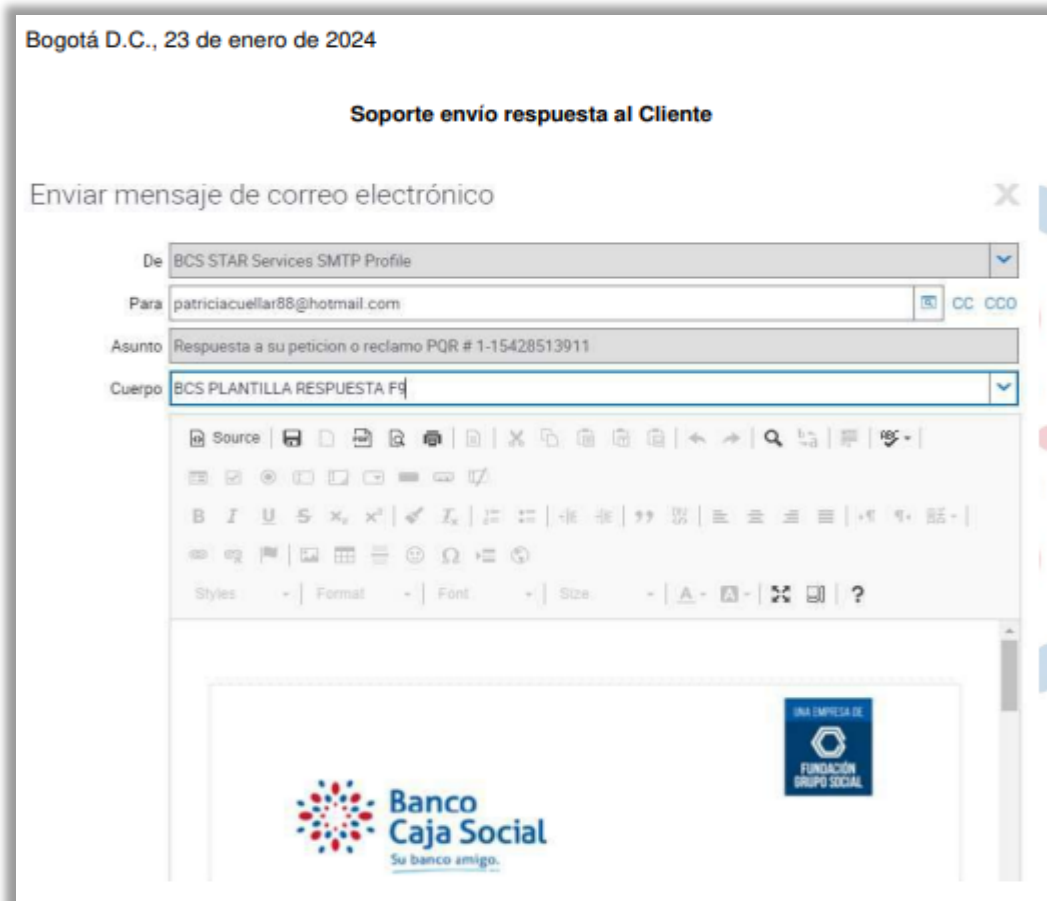 Bogotá D.C., 23 de enero de 2024
Soporte envío respuesta al Cliente
Enviar mensaje de correo electrónico
De BCS STAR Services SMTP Profile
Para patriciacuellar88@hotmail.com CC CCO
Asunto Respuesta a su peticion o reclamo PQR # 1-15428513911
Cuerpo BCS PLANTILLA RESPUESTA F9
Source
B I U S x₂ x² Ix
Styles Format Font Size A A ?
UNA EMPRESA DE
FUNDACIÓN
GRUPO SOCIAL
Banco
Caja Social
Su banco amigo.